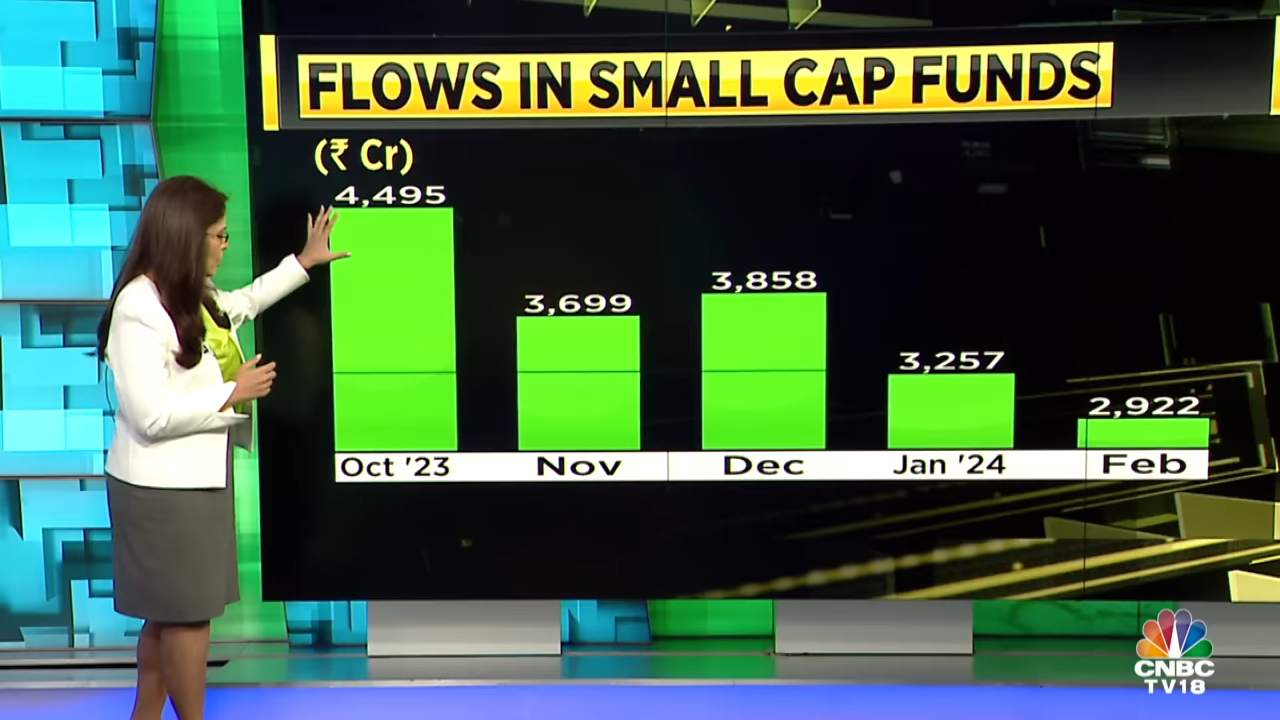 FLOWS IN SMALL CAP FUNDS
(₹ Cr)
4,495
3,699
3,858
3,257
2,922
Oct '23
Nov
Dec
Jan '24
Feb
CNBC
TV18